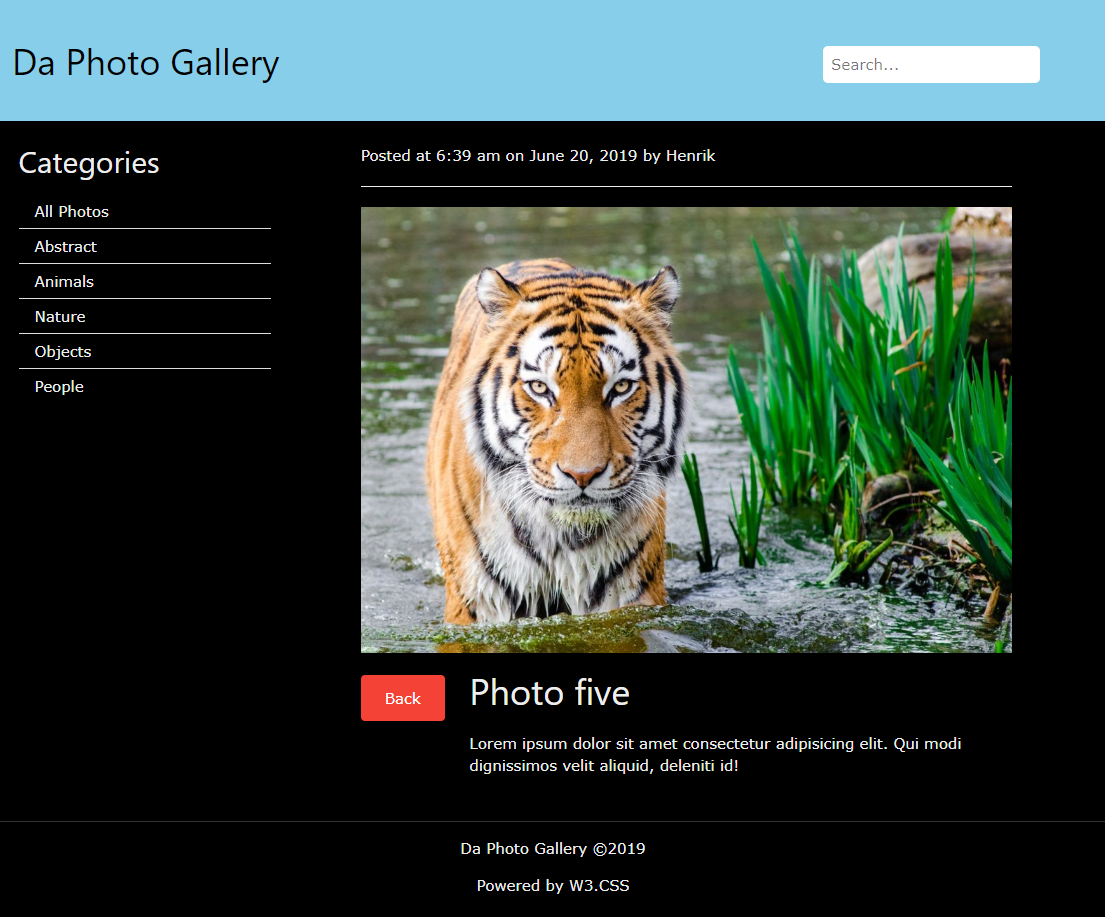 Da Photo Gallery
Search...
Categories
All Photos
Abstract
Animals
Nature
Objects
People
Posted at 6:39 am on June 20, 2019 by Henrik
Back
Photo five
Lorem ipsum dolor sit amet consectetur adipisicing elit. Qui modi
dignissimos velit aliquid, deleniti id!
Da Photo Gallery ©2019
Powered by W3.CSS